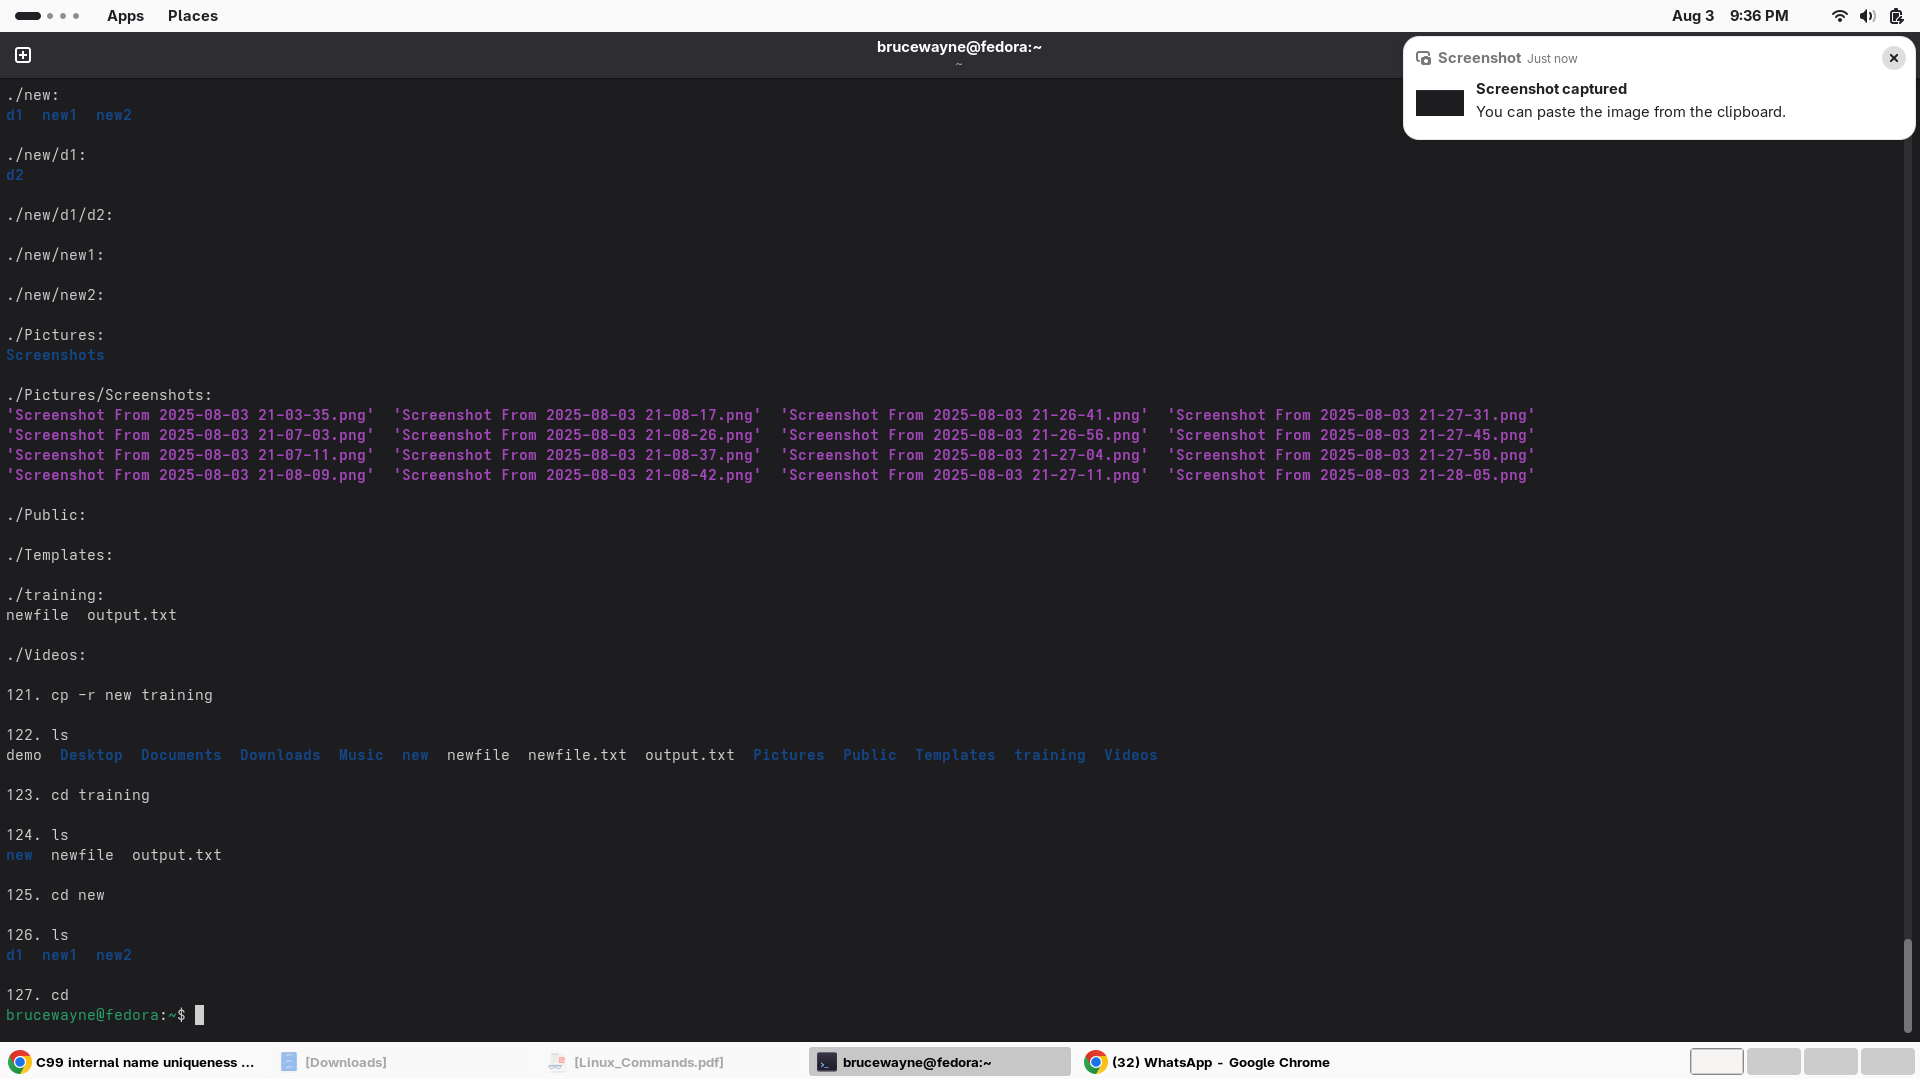 Apps Places Aug 3 9:36 PM
brucewayne@fedora:~
~
Screenshot Just now
Screenshot captured
You can paste the image from the clipboard.
./new:
d1 new1 new2
./new/d1:
d2
./new/d1/d2:
./new/new1:
./new/new2:
./Pictures:
Screenshots
./Pictures/Screenshots:
'Screenshot From 2025-08-03 21-03-35.png' 'Screenshot From 2025-08-03 21-08-17.png' 'Screenshot From 2025-08-03 21-26-41.png' 'Screenshot From 2025-08-03 21-27-31.png'
'Screenshot From 2025-08-03 21-07-03.png' 'Screenshot From 2025-08-03 21-08-26.png' 'Screenshot From 2025-08-03 21-26-56.png' 'Screenshot From 2025-08-03 21-27-45.png'
'Screenshot From 2025-08-03 21-07-11.png' 'Screenshot From 2025-08-03 21-08-37.png' 'Screenshot From 2025-08-03 21-27-04.png' 'Screenshot From 2025-08-03 21-27-50.png'
'Screenshot From 2025-08-03 21-08-09.png' 'Screenshot From 2025-08-03 21-08-42.png' 'Screenshot From 2025-08-03 21-27-11.png' 'Screenshot From 2025-08-03 21-28-05.png'
./Public:
./Templates:
./training:
newfile output.txt
./Videos:
121. cp -r new training
122. ls
demo Desktop Documents Downloads Music new newfile newfile.txt output.txt Pictures Public Templates training Videos
123. cd training
124. ls
new newfile output.txt
125. cd new
126. ls
d1 new1 new2
127. cd
brucewayne@fedora:~$
C99 internal name uniqueness ... [Downloads] [Linux_Commands.pdf] brucewayne@fedora:~ (32) WhatsApp - Google Chrome